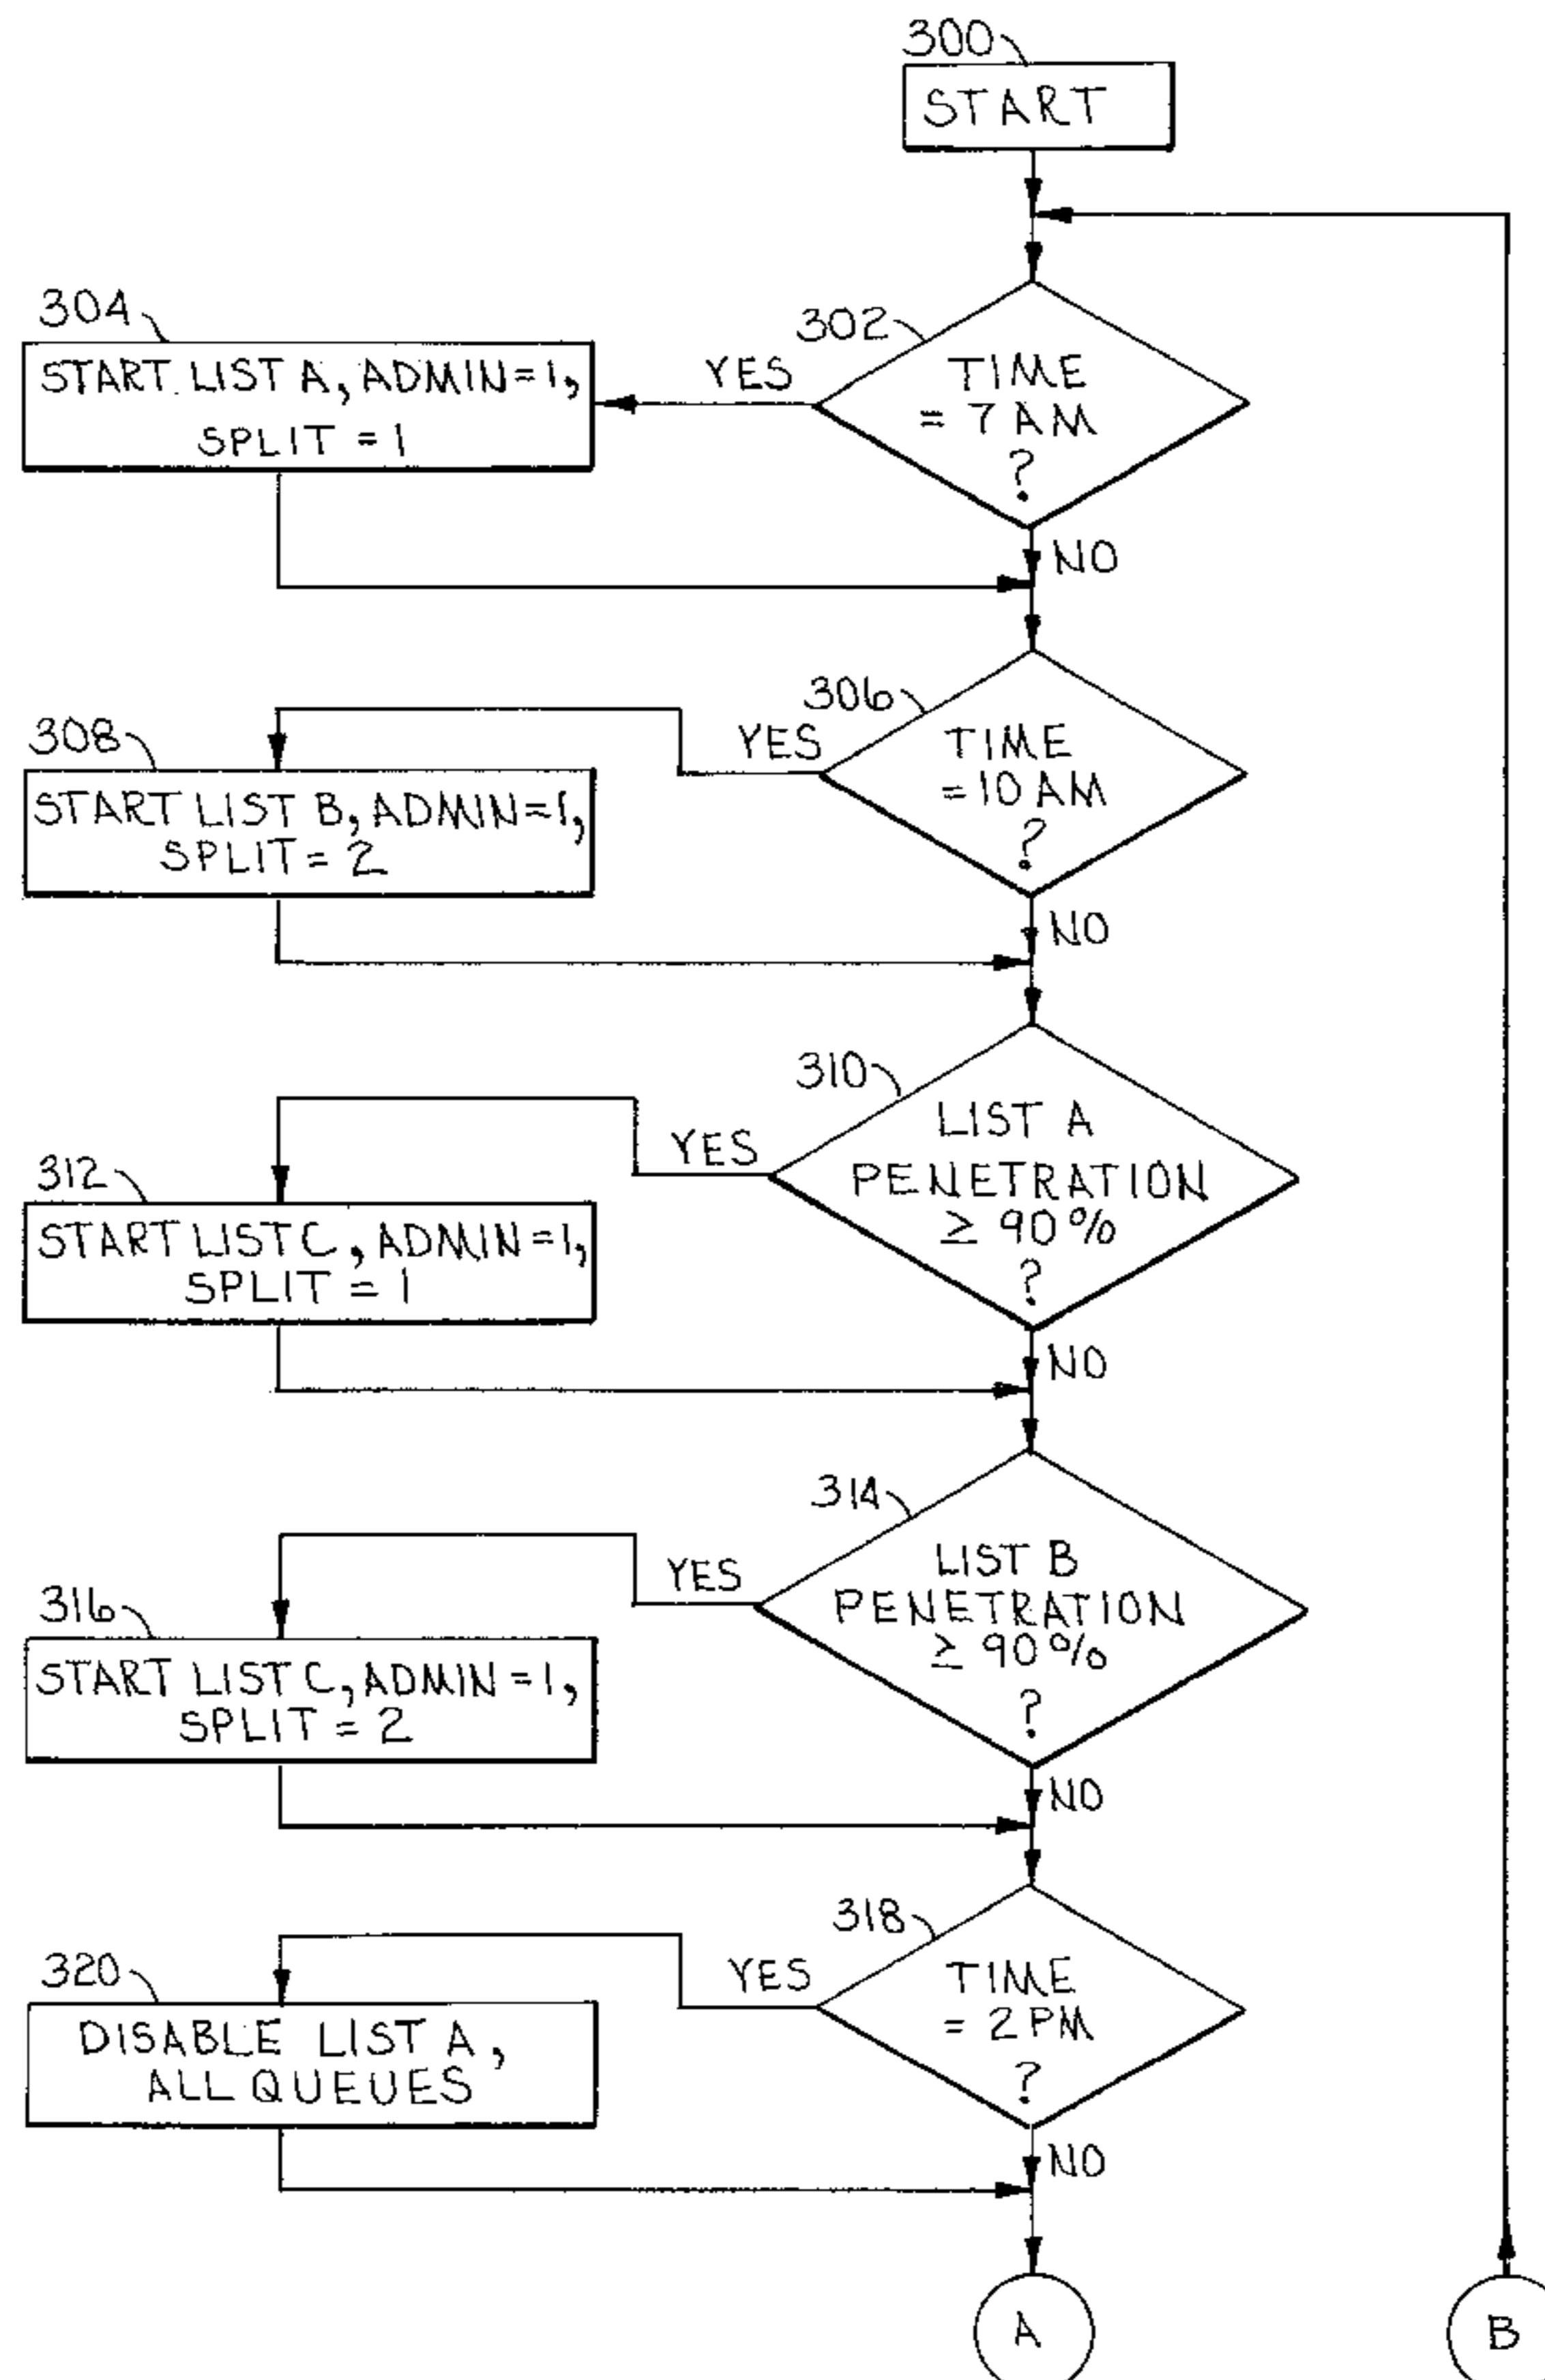 300
START
302
TIME
= 7 AM
?
YES
304
START LIST A, ADMIN=1,
SPLIT = 1
NO
306
TIME
=10 AM
?
YES
308
START LIST B, ADMIN=1,
SPLIT = 2
NO
310
LIST A
PENETRATION
≥ 90%
?
YES
312
START LIST C, ADMIN=1,
SPLIT = 1
NO
314
LIST B
PENETRATION
≥ 90%
?
YES
316
START LIST C, ADMIN=1,
SPLIT = 2
NO
318
TIME
= 2 PM
?
YES
320
DISABLE LIST A,
ALL QUEUES
NO
A
B